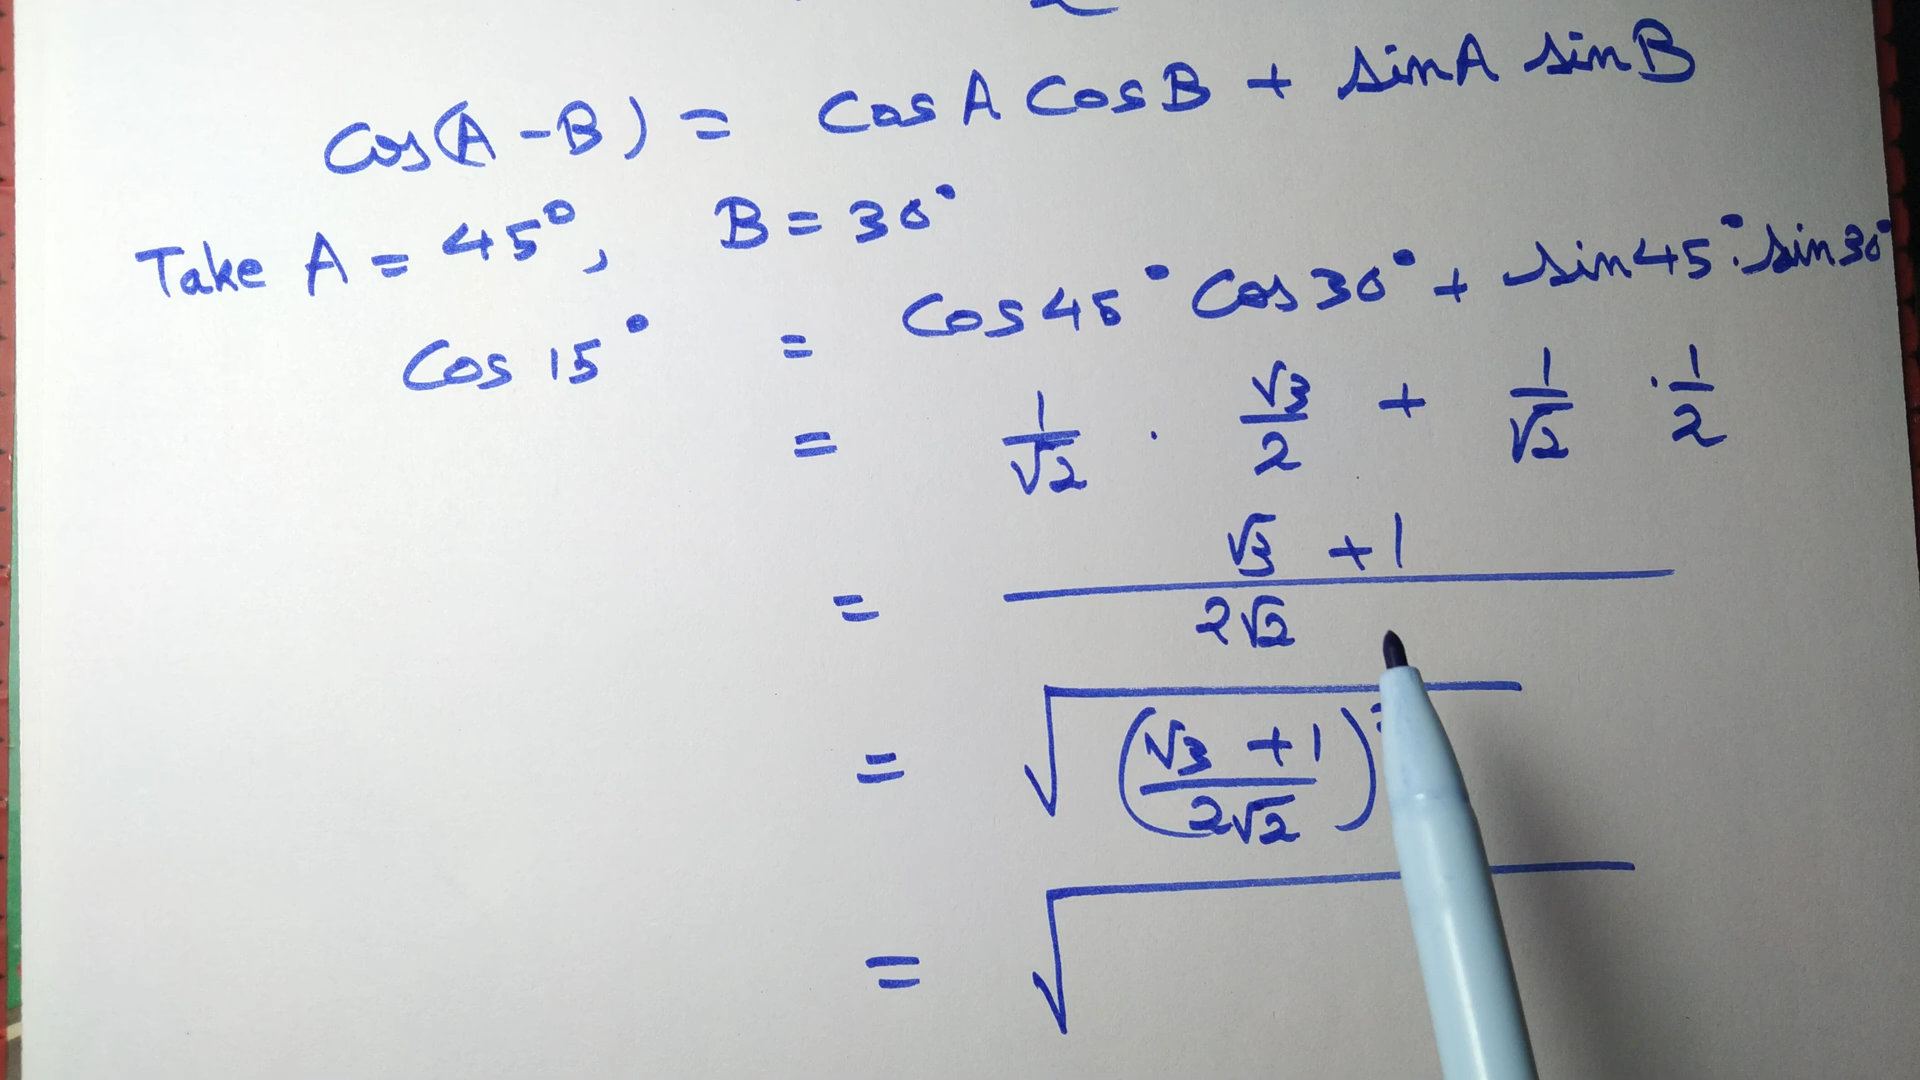 Cos(A - B) = Cos A Cos B + sin A sin B
Take A = 45°, B = 30°
Cos 15° = Cos 45° Cos 30° + sin 45° . sin 30°
= 1/√2 . √3/2 + 1/√2 . 1/2
= (√3 + 1)/(2√2)
= √((√3 + 1)/(2√2))
= √